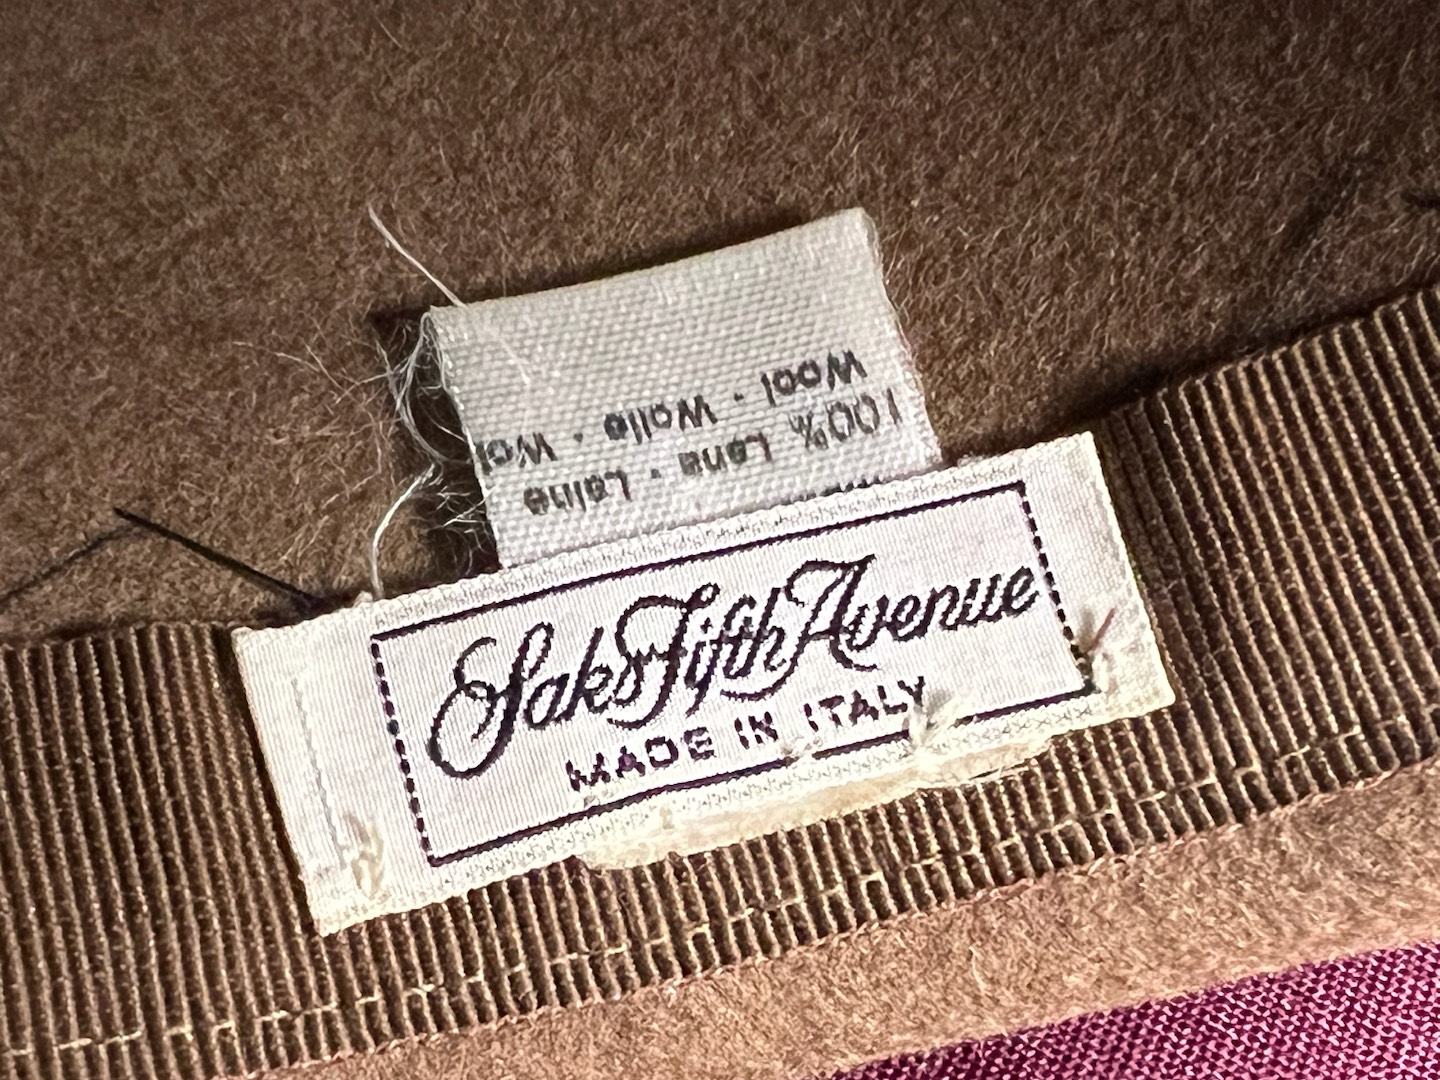 100% Lana · Laine
Wool · Wolle · Wol
Saks Fifth Avenue
MADE IN ITALY